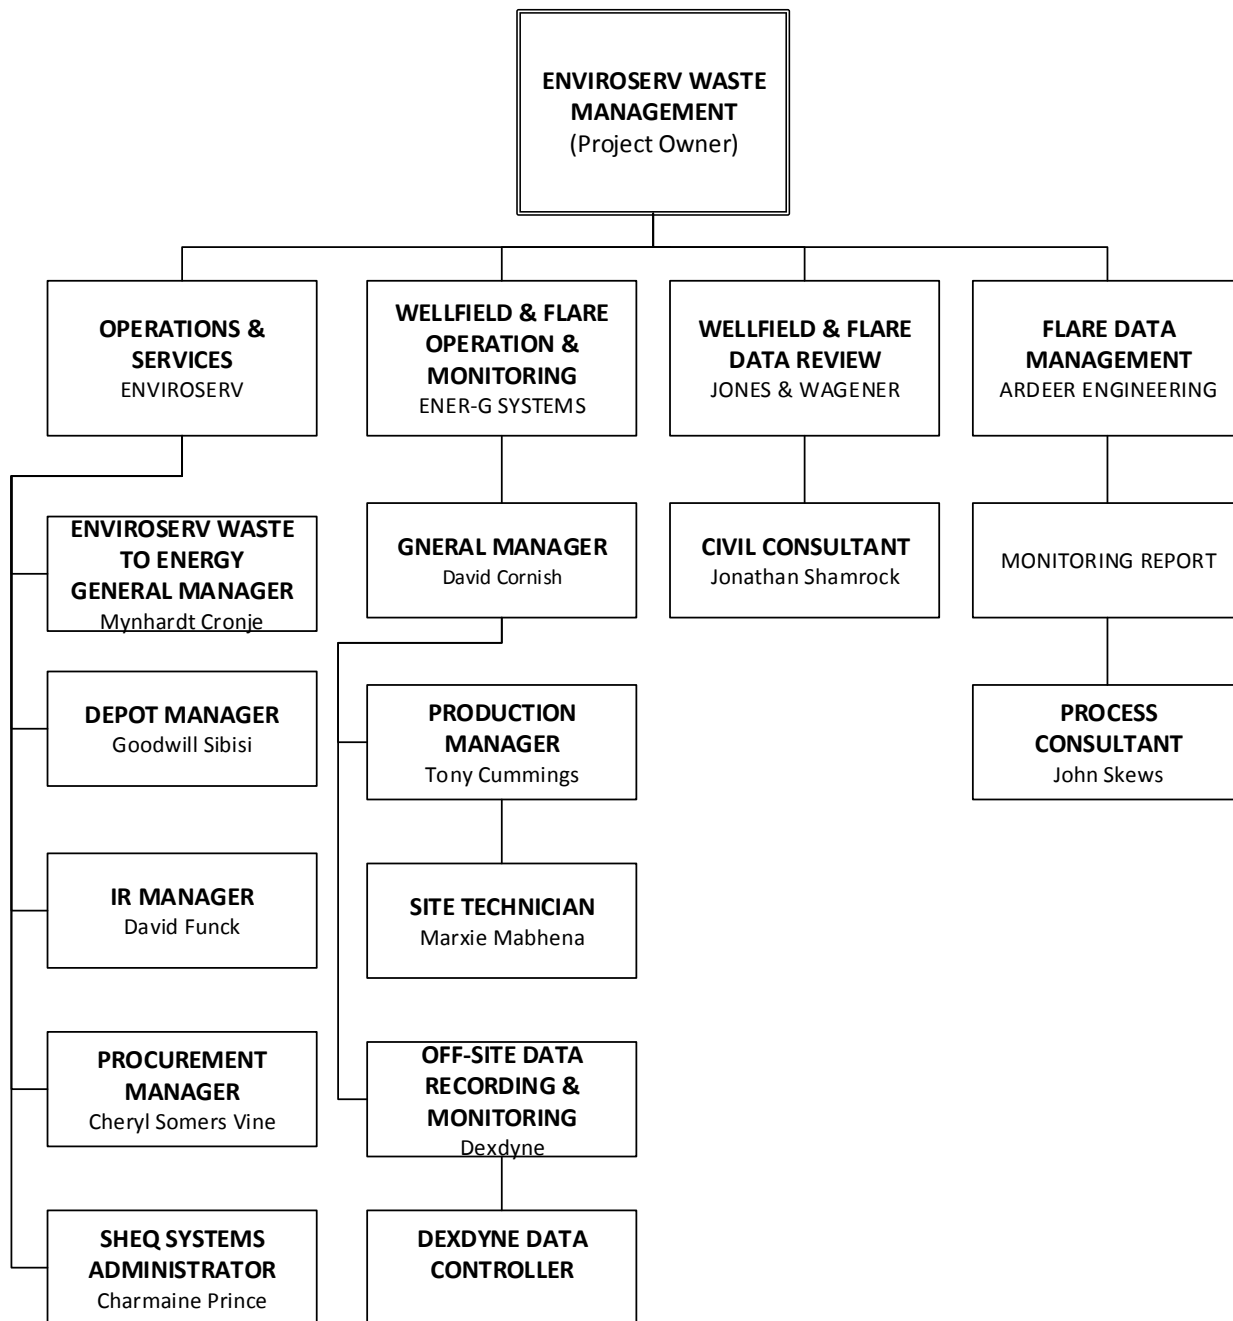 ENVIROSERV WASTE
MANAGEMENT
(Project Owner)
OPERATIONS &
SERVICES
ENVIROSERV
WELLFIELD & FLARE
OPERATION &
MONITORING
ENER-G SYSTEMS
WELLFIELD & FLARE
DATA REVIEW
JONES & WAGENER
FLARE DATA
MANAGEMENT
ARDEER ENGINEERING
ENVIROSERV WASTE
TO ENERGY
GENERAL MANAGER
Mynhardt Cronje
GNERAL MANAGER
David Cornish
CIVIL CONSULTANT
Jonathan Shamrock
MONITORING REPORT
DEPOT MANAGER
Goodwill Sibisi
PRODUCTION
MANAGER
Tony Cummings
PROCESS
CONSULTANT
John Skews
IR MANAGER
David Funck
SITE TECHNICIAN
Marxie Mabhena
PROCUREMENT
MANAGER
Cheryl Somers Vine
OFF-SITE DATA
RECORDING &
MONITORING
Dexdyne
SHEQ SYSTEMS
ADMINISTRATOR
Charmaine Prince
DEXDYNE DATA
CONTROLLER